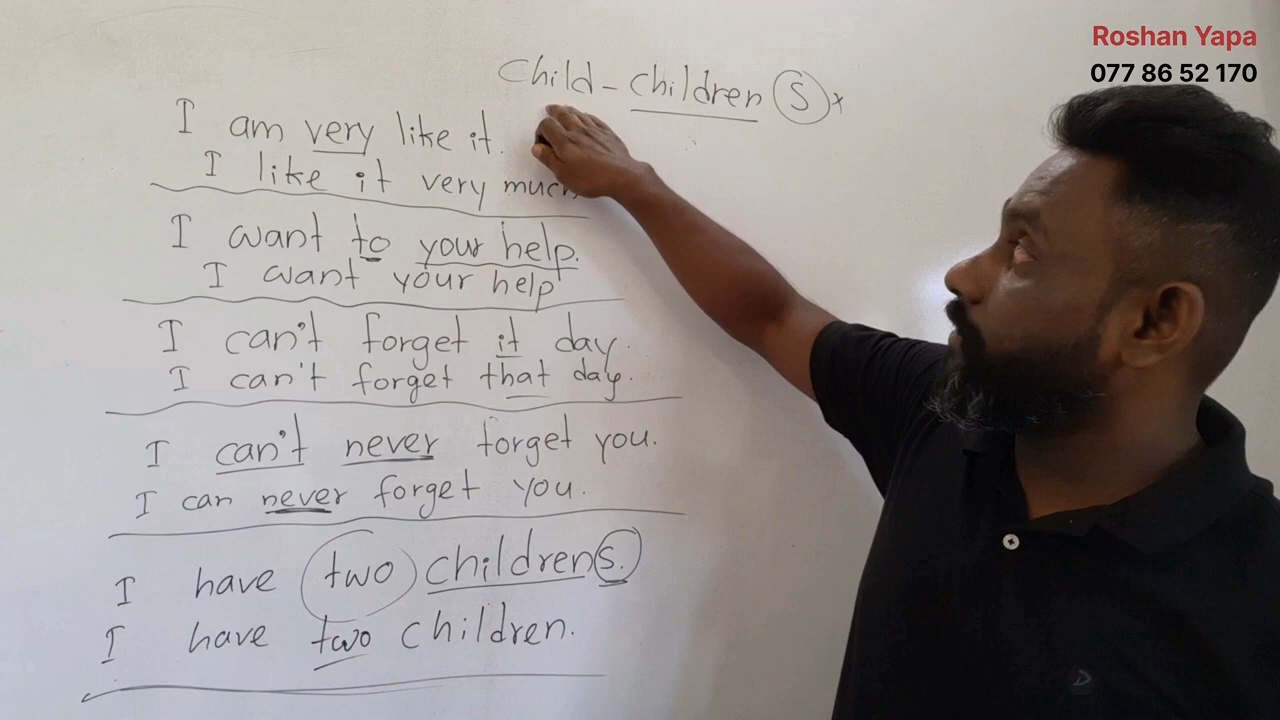 Roshan Yapa
077 86 52 170
Child - children S x
I am very like it.
I like it very much.
I want to your help.
I want your help
I can't forget it day.
I can't forget that day.
I can't never forget you.
I can never forget you.
I have two childrens.
I have two children.